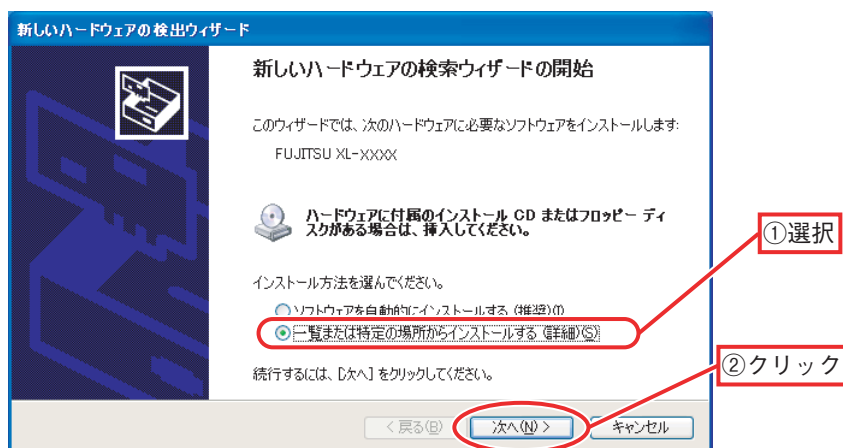 新しいハードウェアの検出ウィザード
新しいハードウェアの検索ウィザードの開始
このウィザードでは、次のハードウェアに必要なソフトウェアをインストールします:
FUJITSU XL-XXXX
ハードウェアに付属のインストール CD またはフロッピー ディ
スクがある場合は、挿入してください。
①選択
インストール方法を選んでください。
ソフトウェアを自動的にインストールする (推奨)(I)
一覧または特定の場所からインストールする (詳細)(S)
続行するには、[次へ] をクリックしてください。
②クリック
< 戻る(B)
次へ(N) >
キャンセル